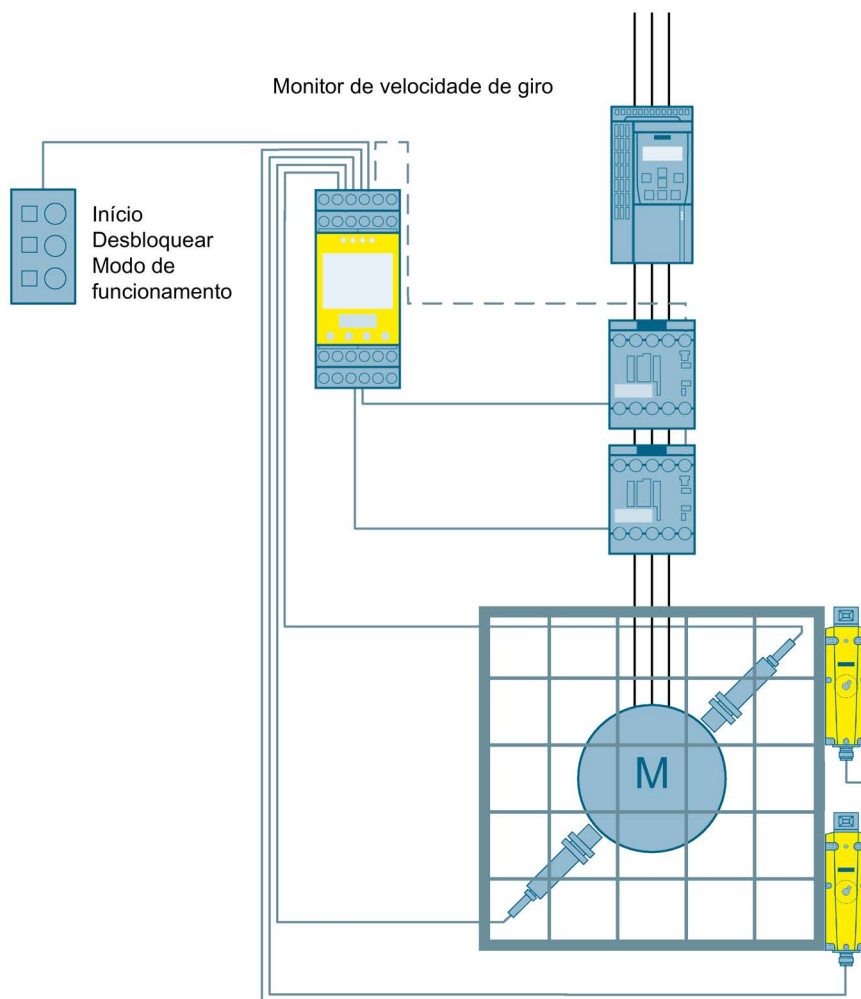 Monitor de velocidade de giro
Início
Desbloquear
Modo de
funcionamento
M